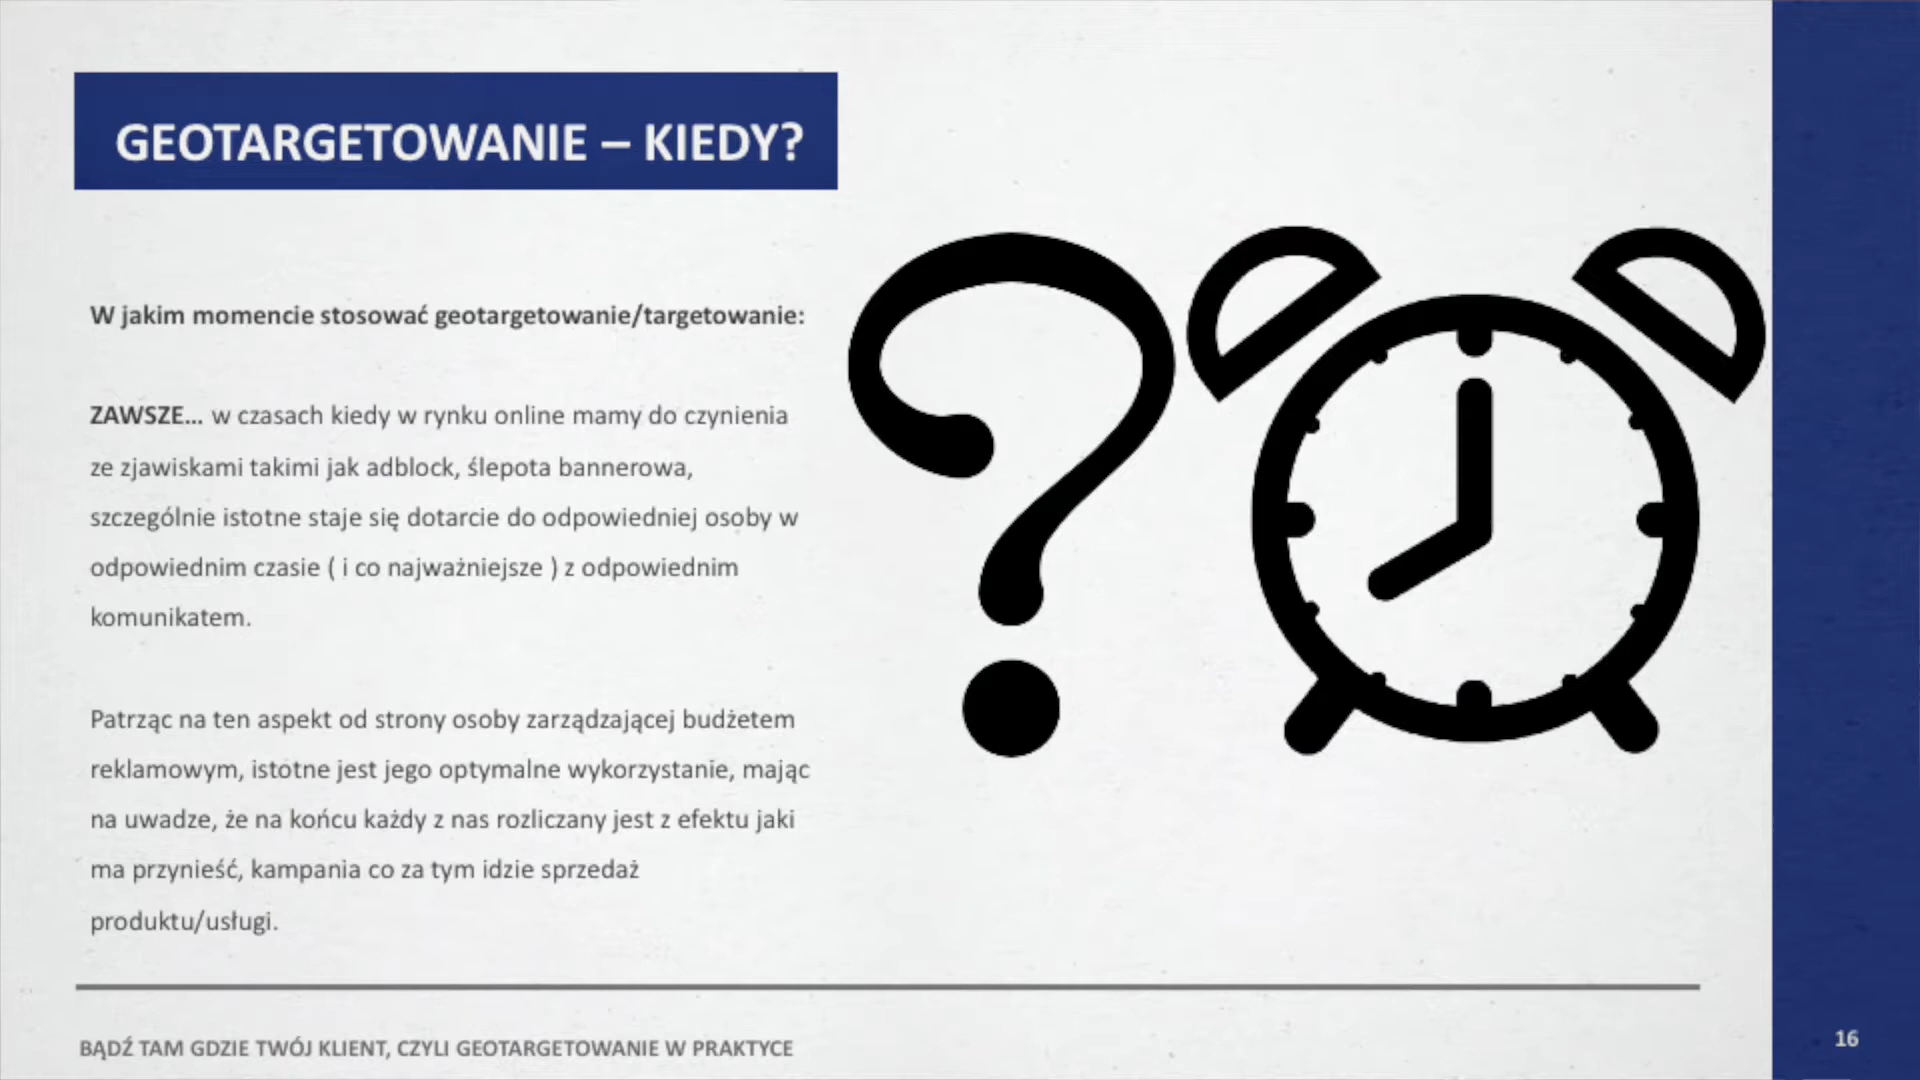 GEOTARGETOWANIE – KIEDY?
W jakim momencie stosować geotargetowanie/targetowanie:
ZAWSZE... w czasach kiedy w rynku online mamy do czynienia
ze zjawiskami takimi jak adblock, ślepota bannerowa,
szczególnie istotne staje się dotarcie do odpowiedniej osoby w
odpowiednim czasie ( i co najważniejsze ) z odpowiednim
komunikatem.
Patrząc na ten aspekt od strony osoby zarządzającej budżetem
reklamowym, istotne jest jego optymalne wykorzystanie, mając
na uwadze, że na końcu każdy z nas rozliczany jest z efektu jaki
ma przynieść, kampania co za tym idzie sprzedaż
produktu/usługi.
BĄDŹ TAM GDZIE TWÓJ KLIENT, CZYLI GEOTARGETOWANIE W PRAKTYCE
16